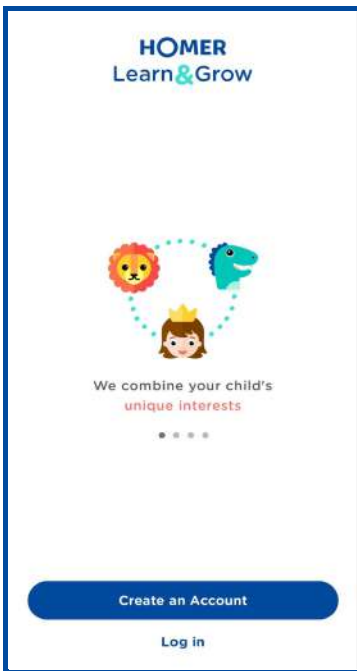 HOMER
Learn&Grow
We combine your child's
unique interests
Create an Account
Log in